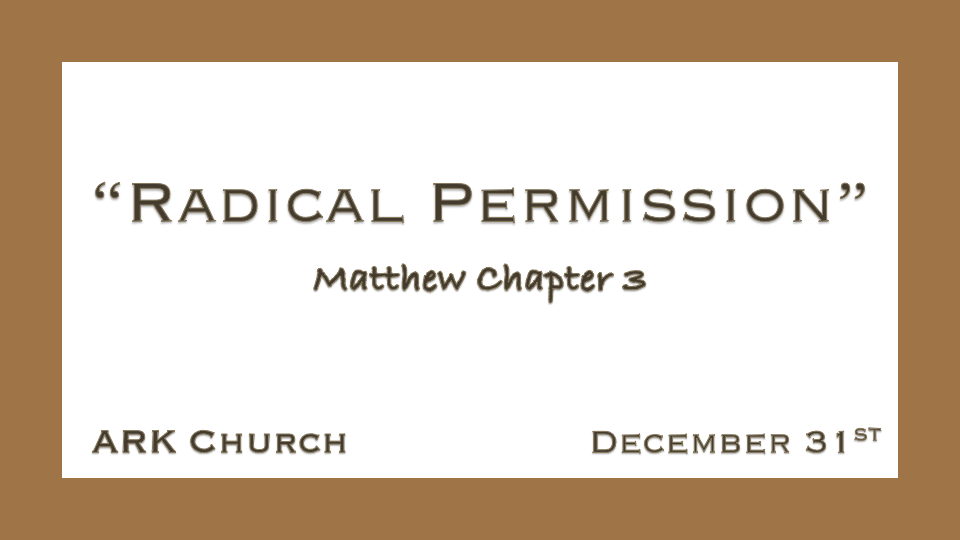 “Radical Permission”
Matthew Chapter 3
ARK Church
December 31st